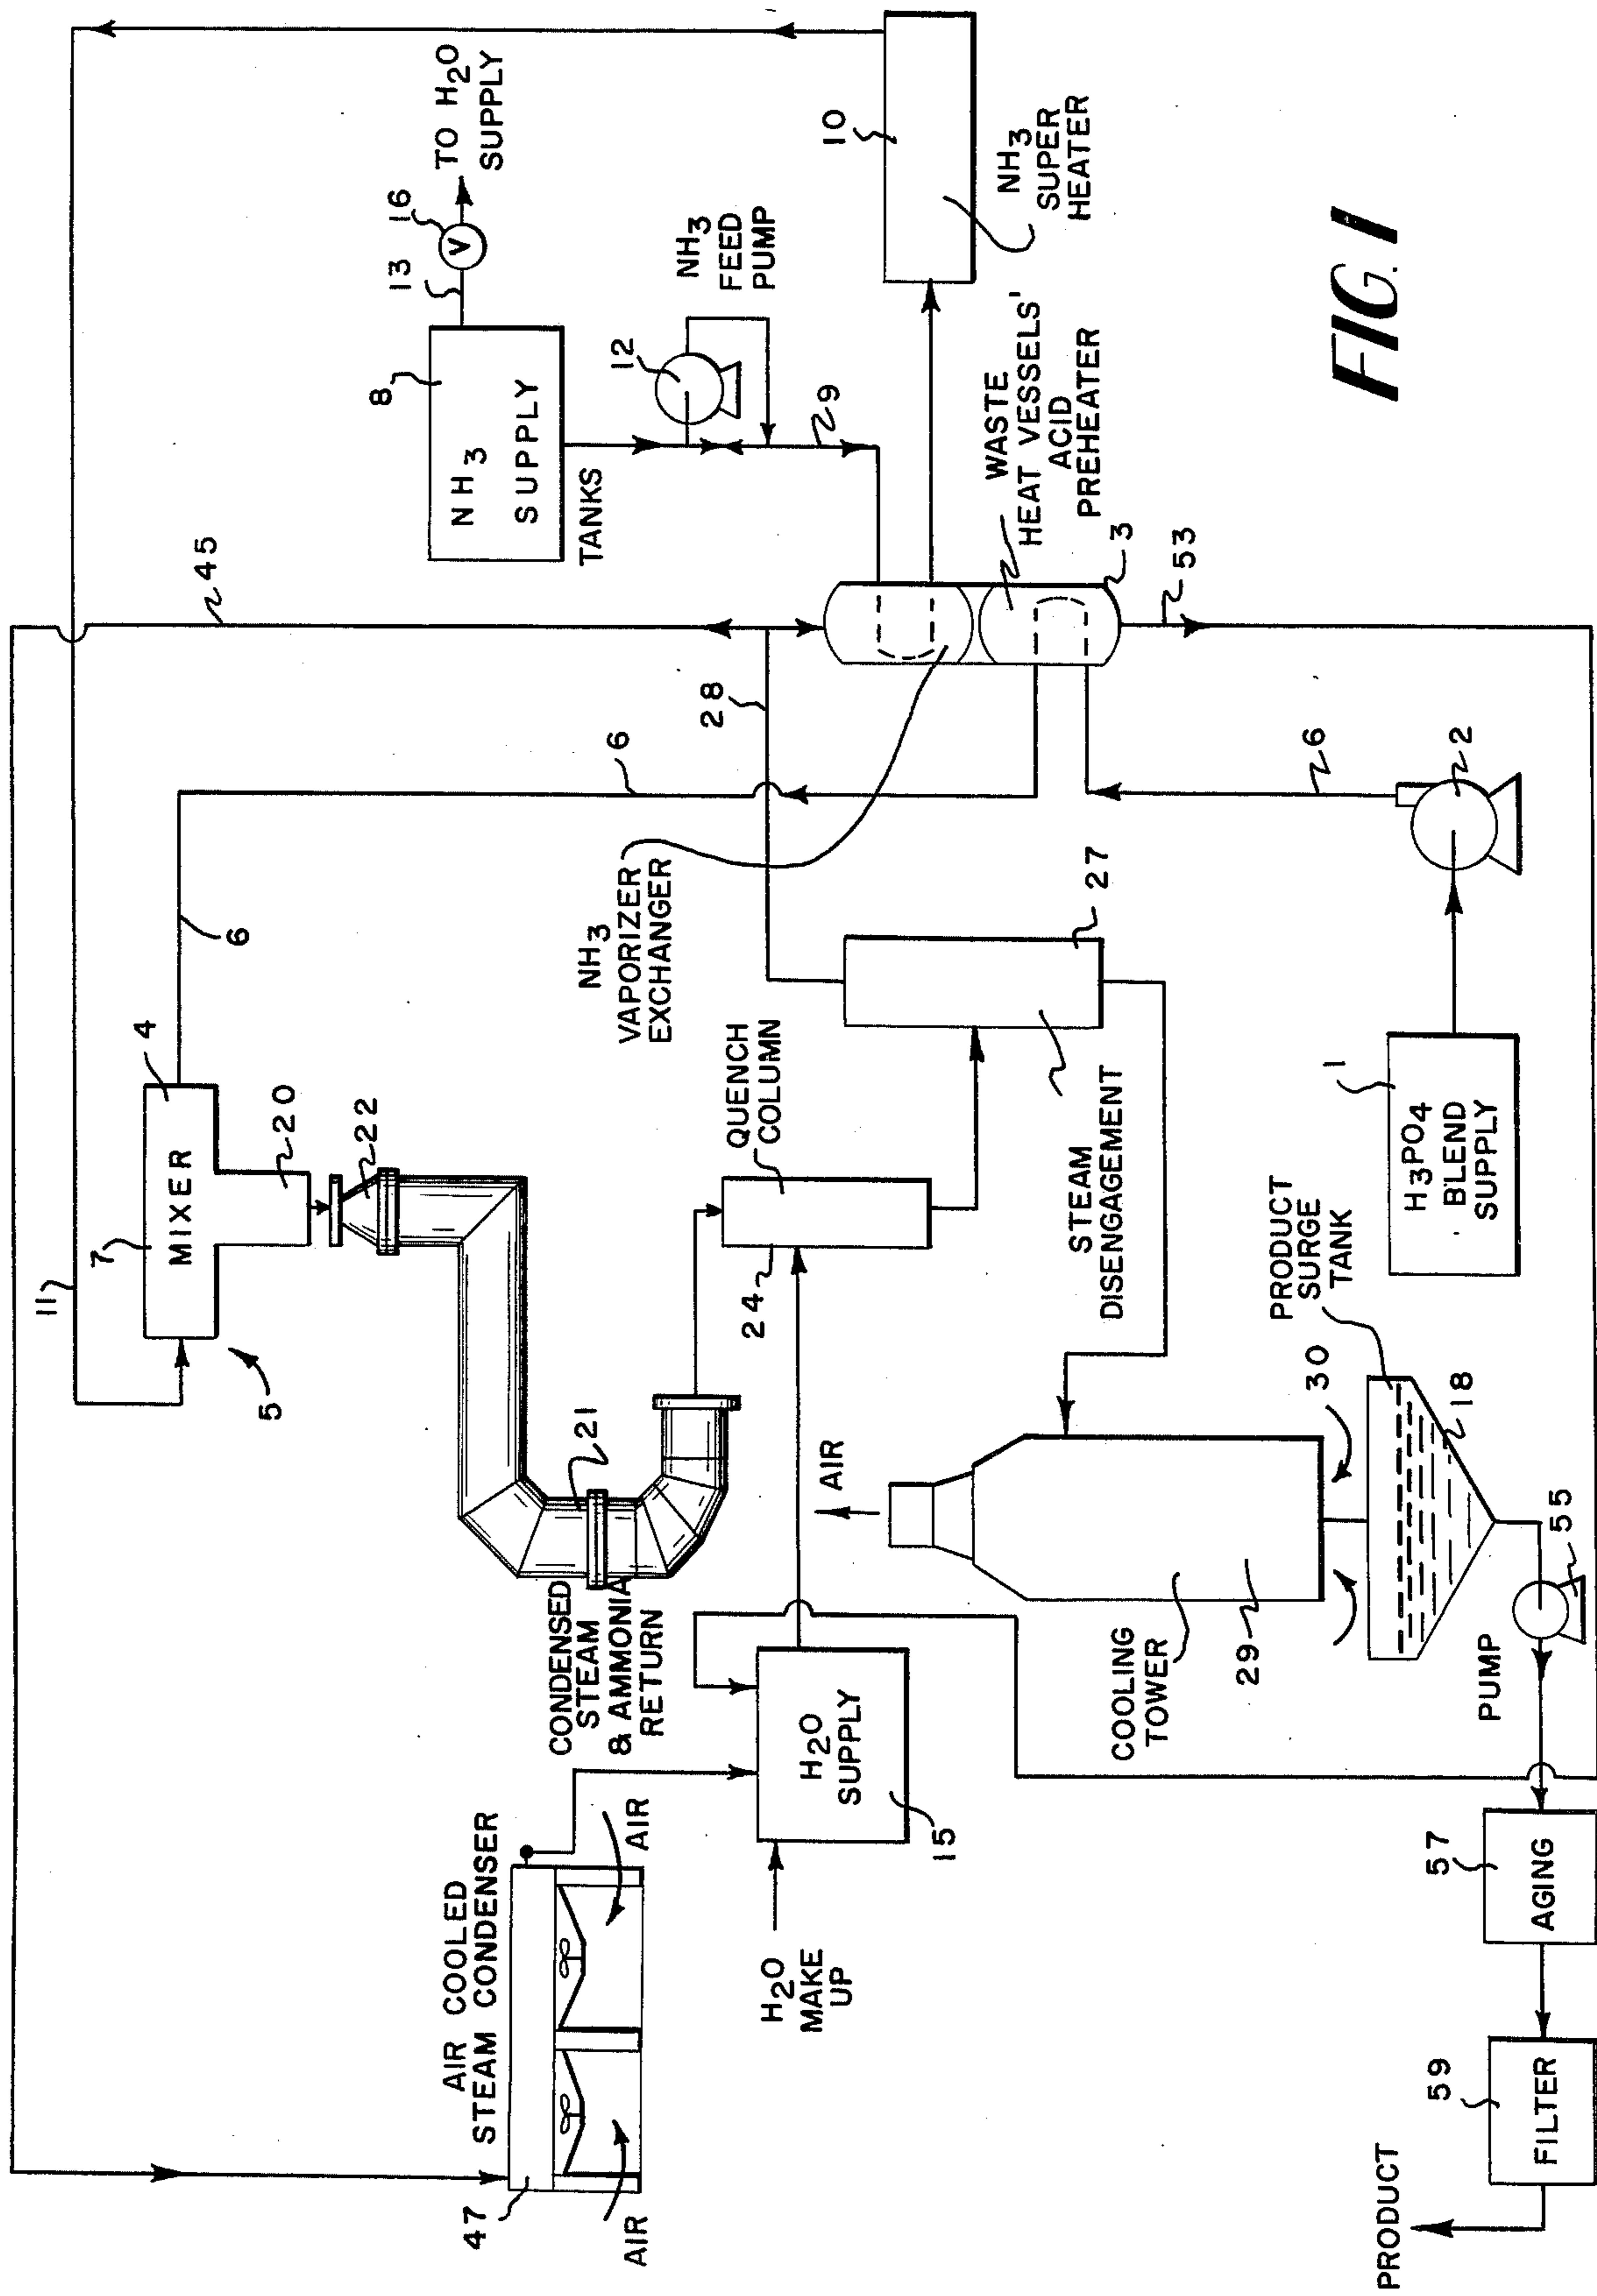 AIR COOLED
STEAM CONDENSER
47
AIR
AIR
CONDENSED
STEAM
& AMMONIA
RETURN
H2O
MAKE
UP
H2O
SUPPLY
15
11
5
7
MIXER
4
20
22
21
6
6
45
28
QUENCH
COLUMN
24
NH3
VAPORIZER
EXCHANGER
27
STEAM
DISENGAGEMENT
8
NH3
SUPPLY
TANKS
13
16
V
TO H2O
SUPPLY
12
NH3
FEED
PUMP
9
10
NH3
SUPER
HEATER
WASTE
HEAT VESSELS'
ACID
PREHEATER
3
53
6
2
1
H3PO4
BLEND
SUPPLY
AIR
COOLING
TOWER
29
30
PRODUCT
SURGE
TANK
18
55
PUMP
57
AGING
59
FILTER
PRODUCT
FIG. 1